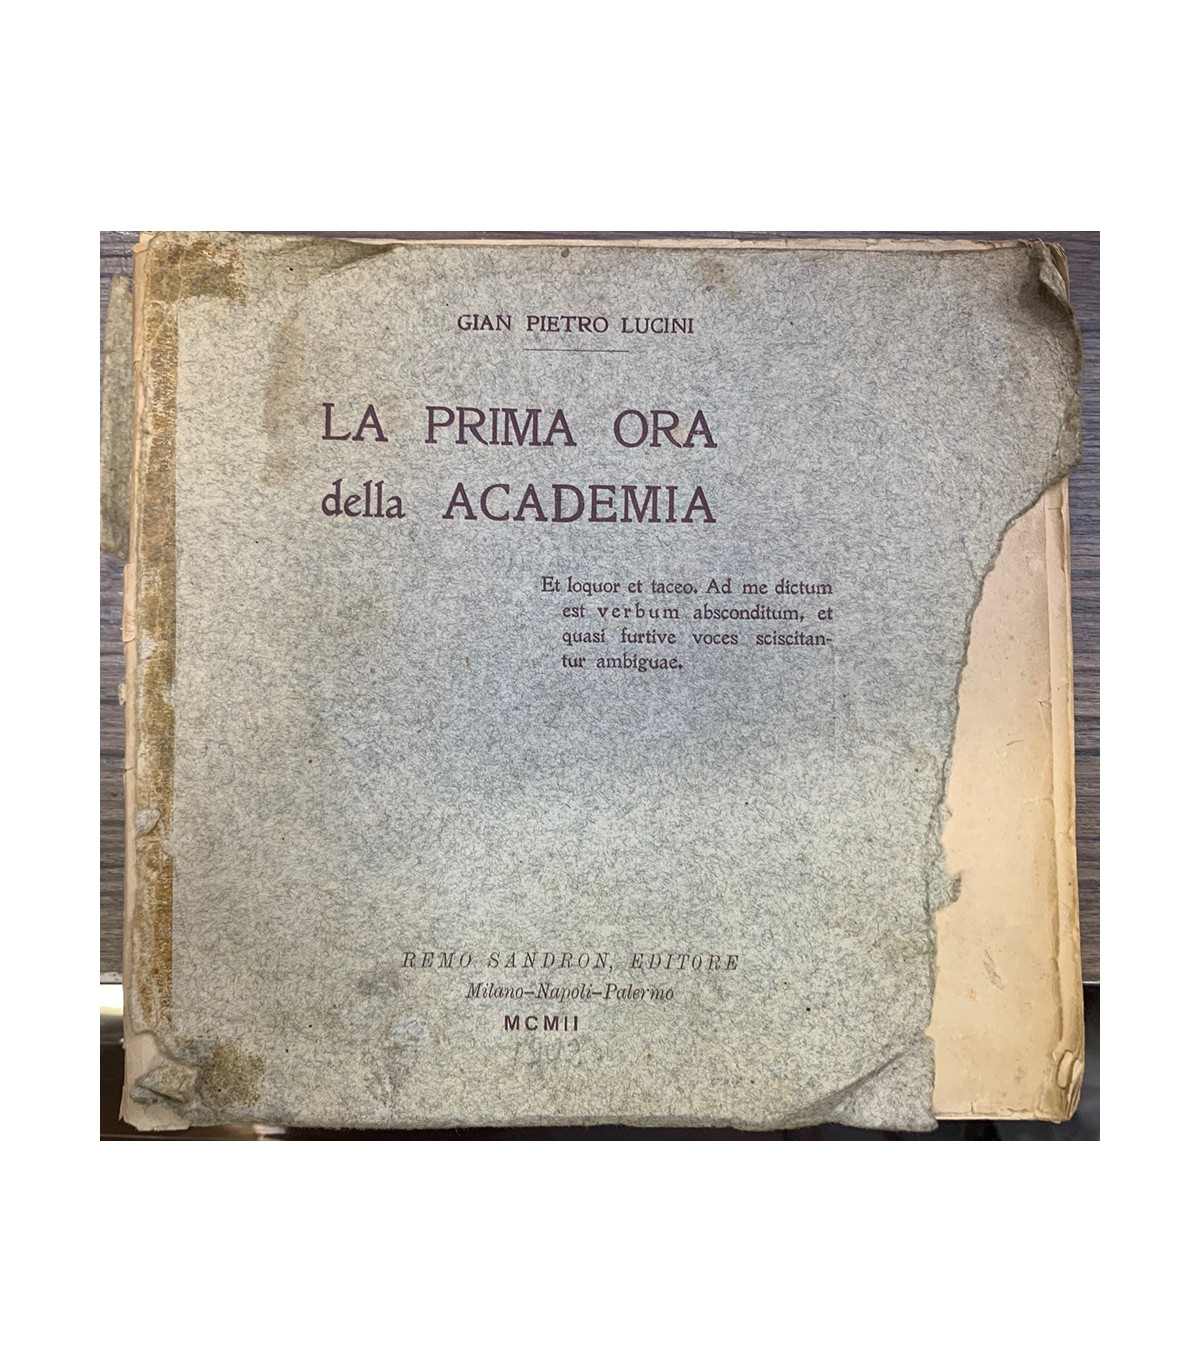 GIAN PIETRO LUCINI
LA PRIMA ORA
della ACADEMIA
Et loquor et taceo. Ad me dictum
est verbum absconditum, et
quasi furtive voces sciscitan-
tur ambiguae.
REMO SANDRON, EDITORE
Milano-Napoli-Palermo
MCMII